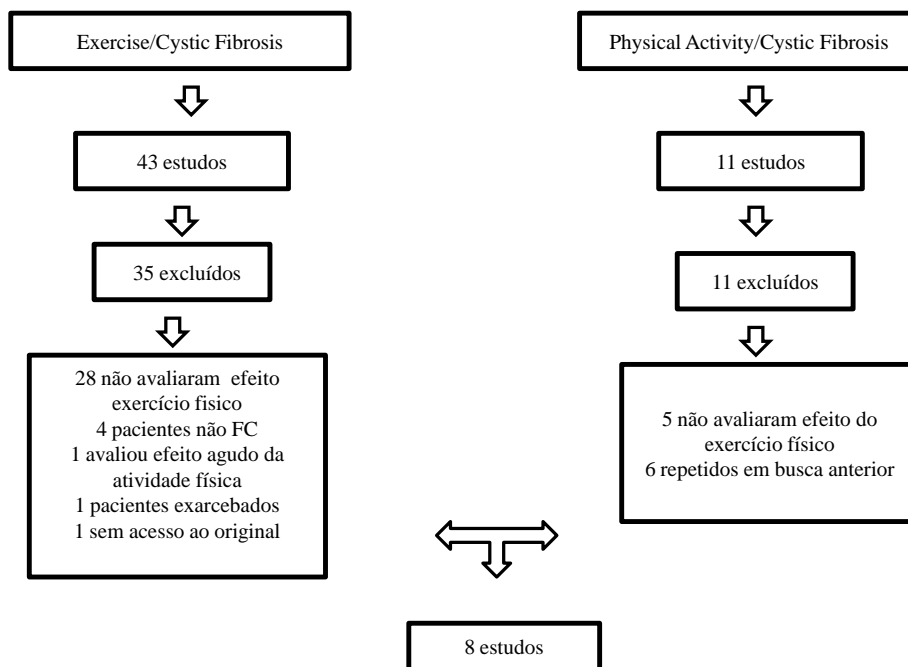 Exercise/Cystic Fibrosis
43 estudos
35 excluídos
28 não avaliaram efeito
exercício fisico
4 pacientes não FC
1 avaliou efeito agudo da
atividade física
1 pacientes exarcebados
1 sem acesso ao original
Physical Activity/Cystic Fibrosis
11 estudos
11 excluídos
5 não avaliaram efeito do
exercício físico
6 repetidos em busca anterior
8 estudos